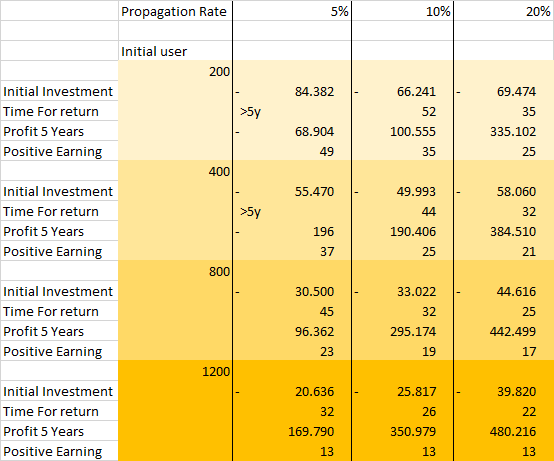 Propagation Rate 5% 10% 20%
Initial user
200
Initial Investment - 84.382 - 66.241 - 69.474
Time For return >5y 52 35
Profit 5 Years - 68.904 100.555 335.102
Positive Earning 49 35 25
400
Initial Investment - 55.470 - 49.993 - 58.060
Time For return >5y 44 32
Profit 5 Years - 196 190.406 384.510
Positive Earning 37 25 21
800
Initial Investment - 30.500 - 33.022 - 44.616
Time For return 45 32 25
Profit 5 Years 96.362 295.174 442.499
Positive Earning 23 19 17
1200
Initial Investment - 20.636 - 25.817 - 39.820
Time For return 32 26 22
Profit 5 Years 169.790 350.979 480.216
Positive Earning 13 13 13